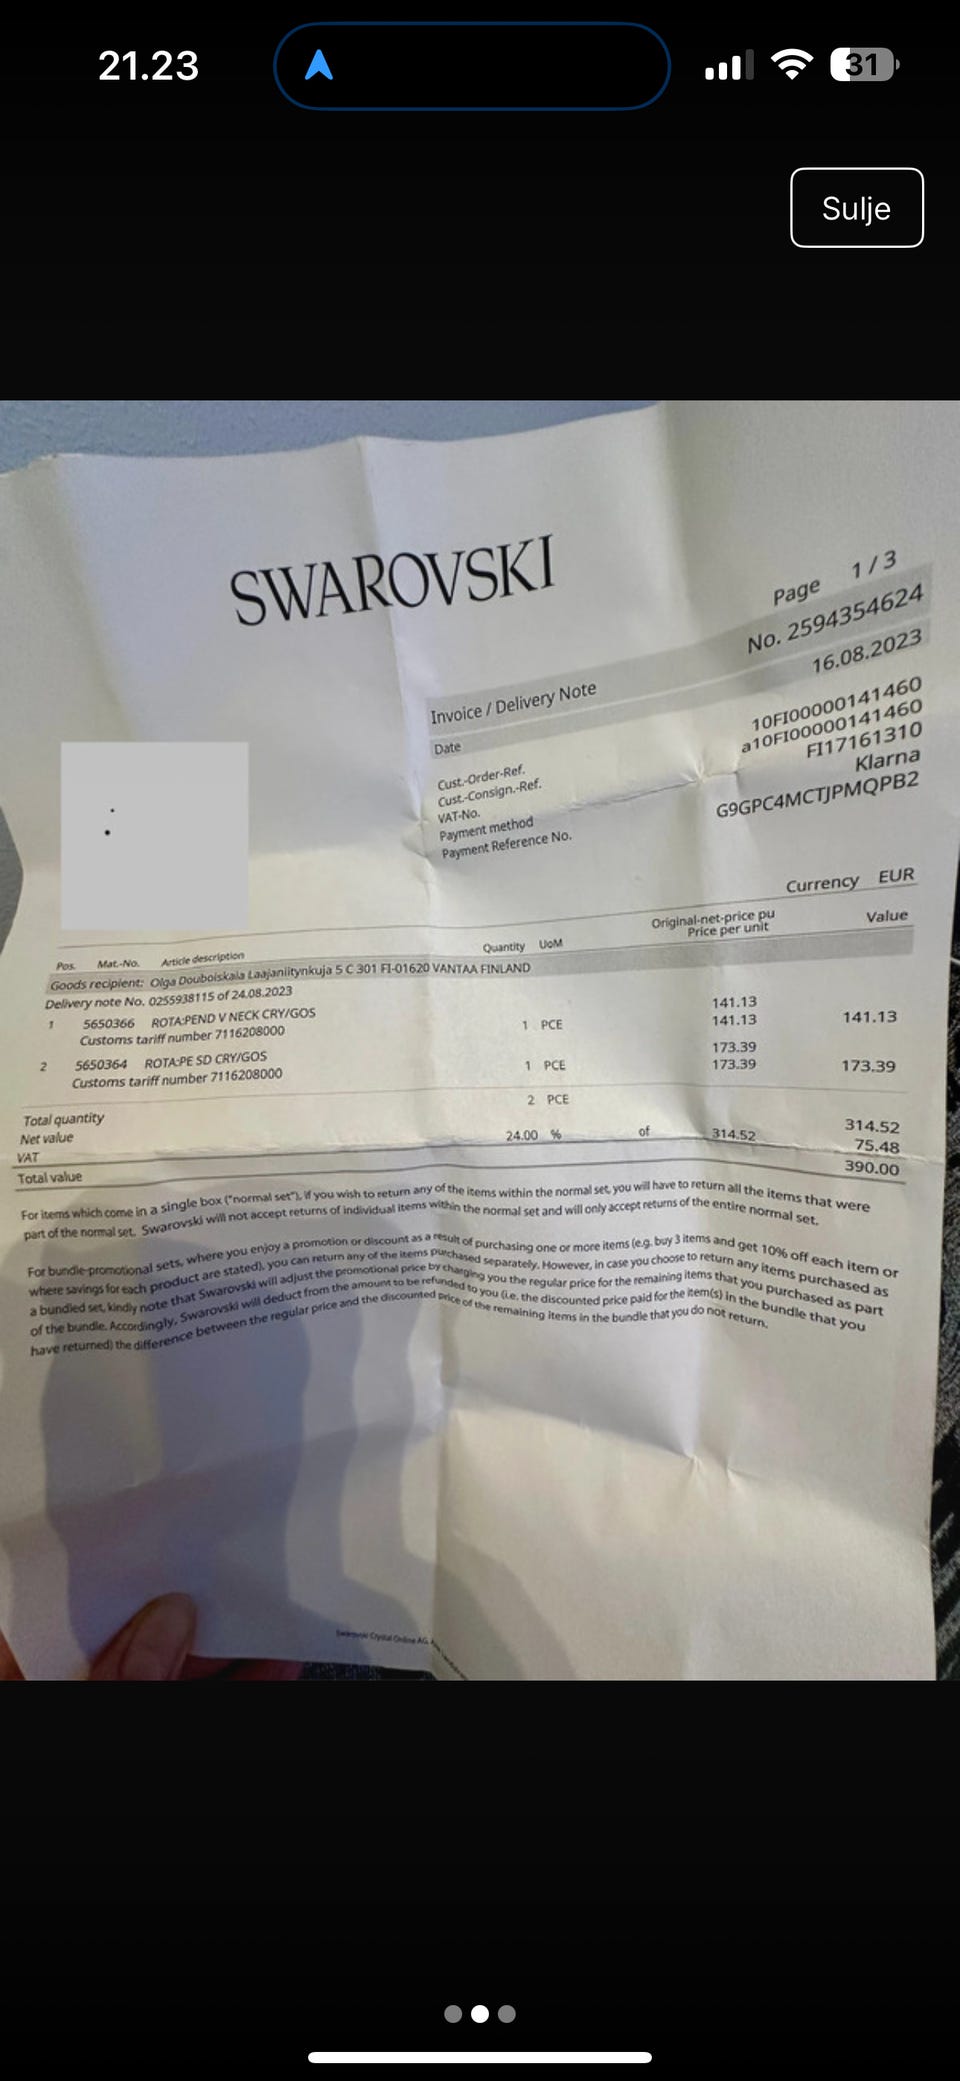 21.23
31
Sulje
SWAROVSKI
Page 1 / 3
Invoice / Delivery Note No. 2594354624
Date 16.08.2023
Cust.-Order-Ref. 10FI00000141460
Cust.-Consign.-Ref. a10FI00000141460
VAT-No. FI17161310
Payment method Klarna
Payment Reference No. G9GPC4MCTJPMQPB2
Currency EUR
Pos. Mat.-No. Article description Quantity UoM Original-net-price pu Value
Price per unit
Goods recipient: Olga Douboiskaia Laajaniitynkuja 5 C 301 FI-01620 VANTAA FINLAND
Delivery note No. 0255938115 of 24.08.2023
141.13
1 5650366 ROTA:PEND V NECK CRY/GOS 1 PCE 141.13 141.13
Customs tariff number 7116208000
173.39
2 5650364 ROTA:PE SD CRY/GOS 1 PCE 173.39 173.39
Customs tariff number 7116208000
Total quantity 2 PCE
Net value 314.52
VAT 24.00 % of 314.52 75.48
Total value 390.00
For items which come in a single box ("normal set"), if you wish to return any of the items within the normal set, you will have to return all the items that were
part of the normal set. Swarovski will not accept returns of individual items within the normal set and will only accept returns of the entire normal set.
For bundle-promotional sets, where you enjoy a promotion or discount as a result of purchasing one or more items (e.g. buy 3 items and get 10% off each item or
where savings for each product are stated), you can return any of the items purchased separately. However, in case you choose to return any items purchased as
a bundled set, kindly note that Swarovski will adjust the promotional price by charging you the regular price for the remaining items that you purchased as part
of the bundle. Accordingly, Swarovski will deduct from the amount to be refunded to you (i.e. the discounted price paid for the item(s) in the bundle that you
have returned) the difference between the regular price and the discounted price of the remaining items in the bundle that you do not return.
Swarovski Crystal Online AG,